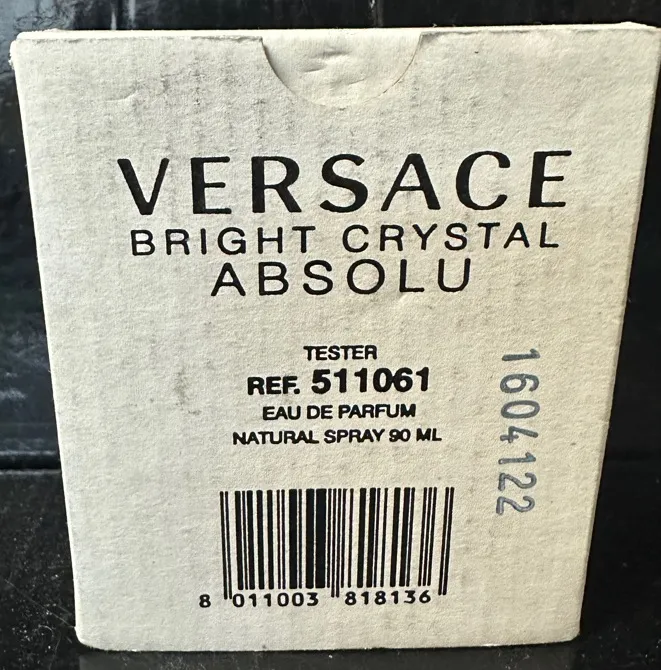 VERSACE
BRIGHT CRYSTAL
ABSOLU
TESTER
REF. 511061
EAU DE PARFUM
NATURAL SPRAY 90 ML
1604122
8 011003 818136